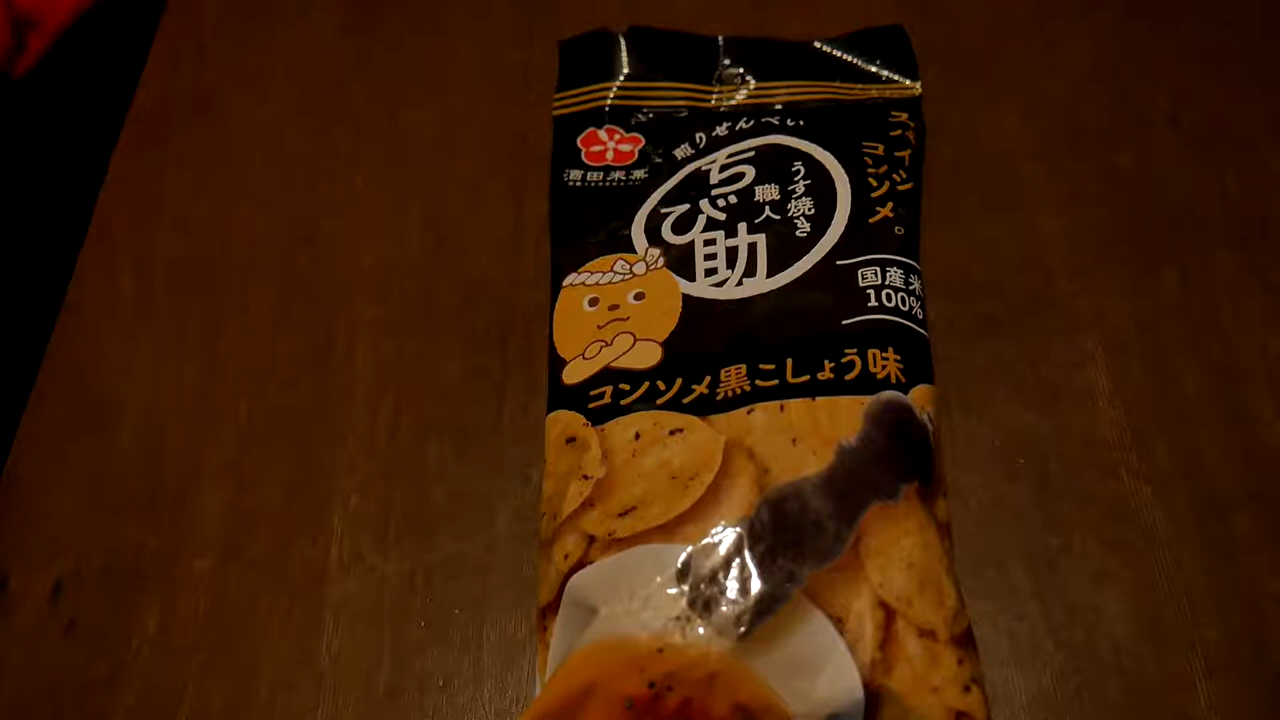 酒田米菓
煎りせんべい
ちび助
職人
うす焼き
スパイシ
コンソメ。
国産米
100%
コンソメ黒こしょう味